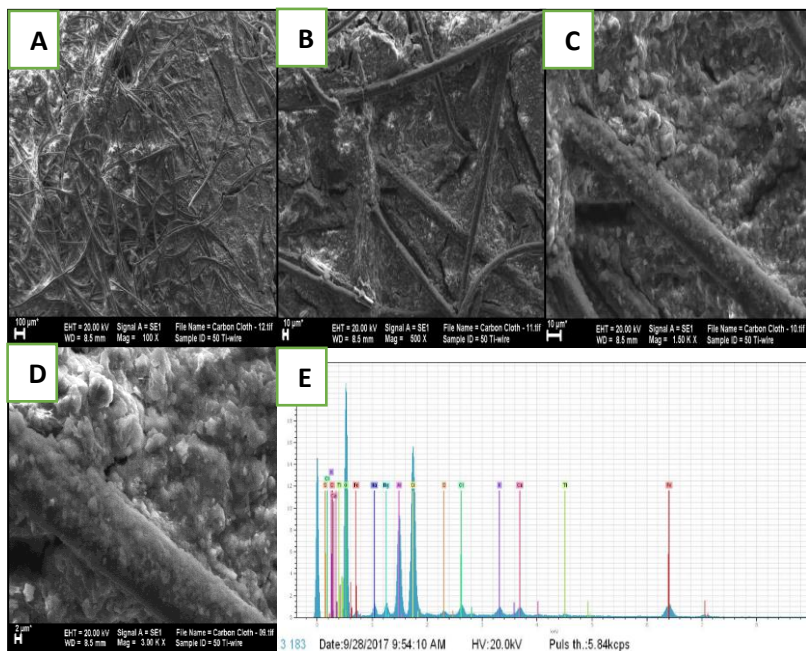 A
100 µm*
EHT = 20.00 kV Signal A = SE1 File Name = Carbon Cloth - 12.tif
WD = 8.5 mm Mag = 100 X Sample ID = 50 Ti-wire
B
10 µm*
EHT = 20.00 kV Signal A = SE1 File Name = Carbon Cloth - 11.tif
WD = 8.5 mm Mag = 500 X Sample ID = 50 Ti-wire
C
10 µm*
EHT = 20.00 kV Signal A = SE1 File Name = Carbon Cloth - 10.tif
WD = 8.5 mm Mag = 1.50 K X Sample ID = 50 Ti-wire
D
2 µm*
EHT = 20.00 kV Signal A = SE1 File Name = Carbon Cloth - 09.tif
WD = 8.5 mm Mag = 3.00 K X Sample ID = 50 Ti-wire
E
3 183 Date:9/28/2017 9:54:10 AM HV:20.0kV Puls th.:5.84kcps